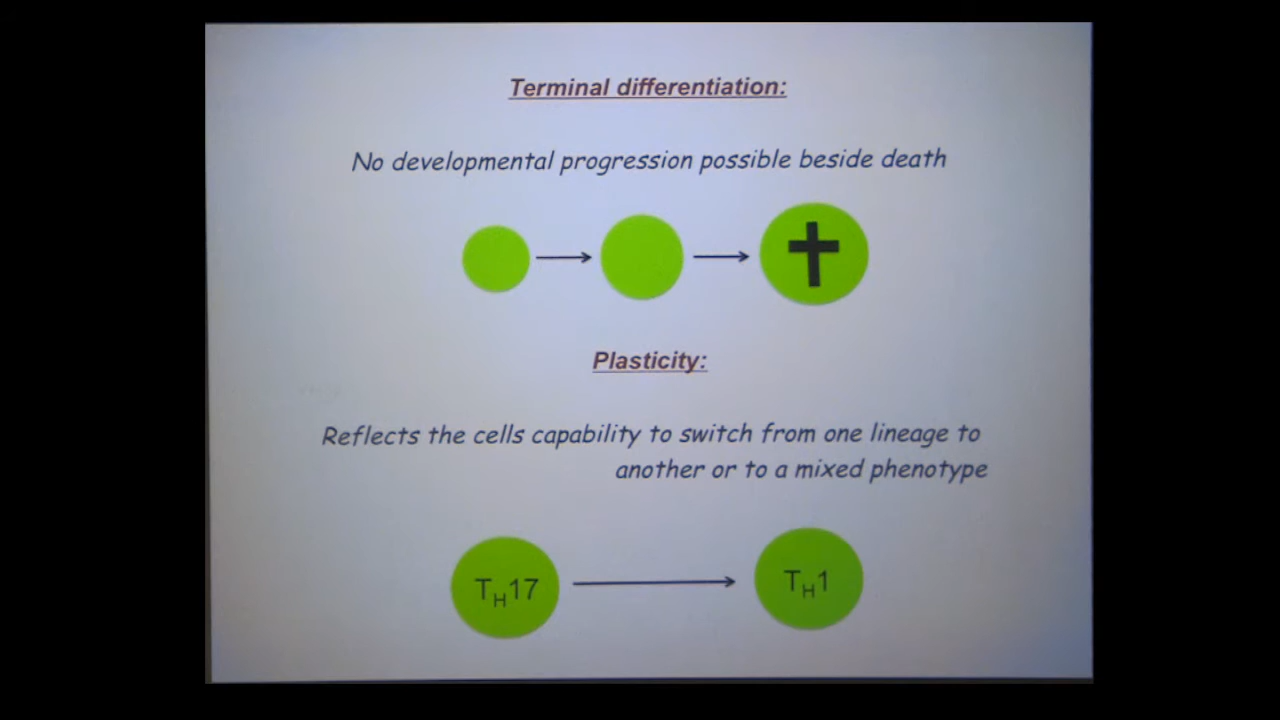 Terminal differentiation:
No developmental progression possible beside death
Plasticity:
Reflects the cells capability to switch from one lineage to
another or to a mixed phenotype
TH17
TH1